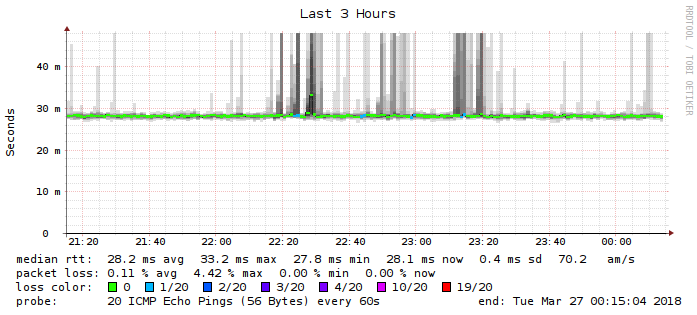 Last 3 Hours
RRDTOOL / TOBI OETIKER
Seconds
40 m
30 m
20 m
10 m
0
21:20 21:40 22:00 22:20 22:40 23:00 23:20 23:40 00:00
median rtt: 28.2 ms avg 33.2 ms max 27.8 ms min 28.1 ms now 0.4 ms sd 70.2 am/s
packet loss: 0.11 % avg 4.42 % max 0.00 % min 0.00 % now
loss color: 0 1/20 2/20 3/20 4/20 10/20 19/20
probe: 20 ICMP Echo Pings (56 Bytes) every 60s end: Tue Mar 27 00:15:04 2018